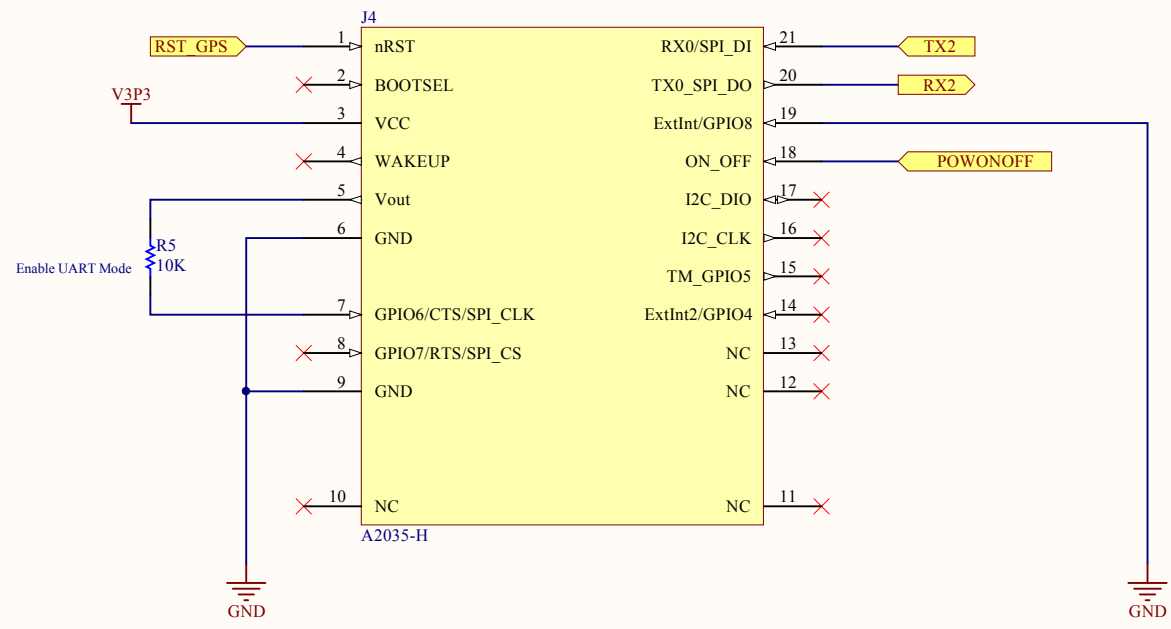 J4
RST_GPS 1 nRST RX0/SPI_DI 21 TX2
2 BOOTSEL TX0_SPI_DO 20 RX2
V3P3
3 VCC ExtInt/GPIO8 19
4 WAKEUP ON_OFF 18 POWONOFF
5 Vout I2C_DIO 17
6 GND I2C_CLK 16
R5
Enable UART Mode 10K
TM_GPIO5 15
7 GPIO6/CTS/SPI_CLK ExtInt2/GPIO4 14
8 GPIO7/RTS/SPI_CS NC 13
9 GND NC 12
10 NC NC 11
A2035-H
GND GND